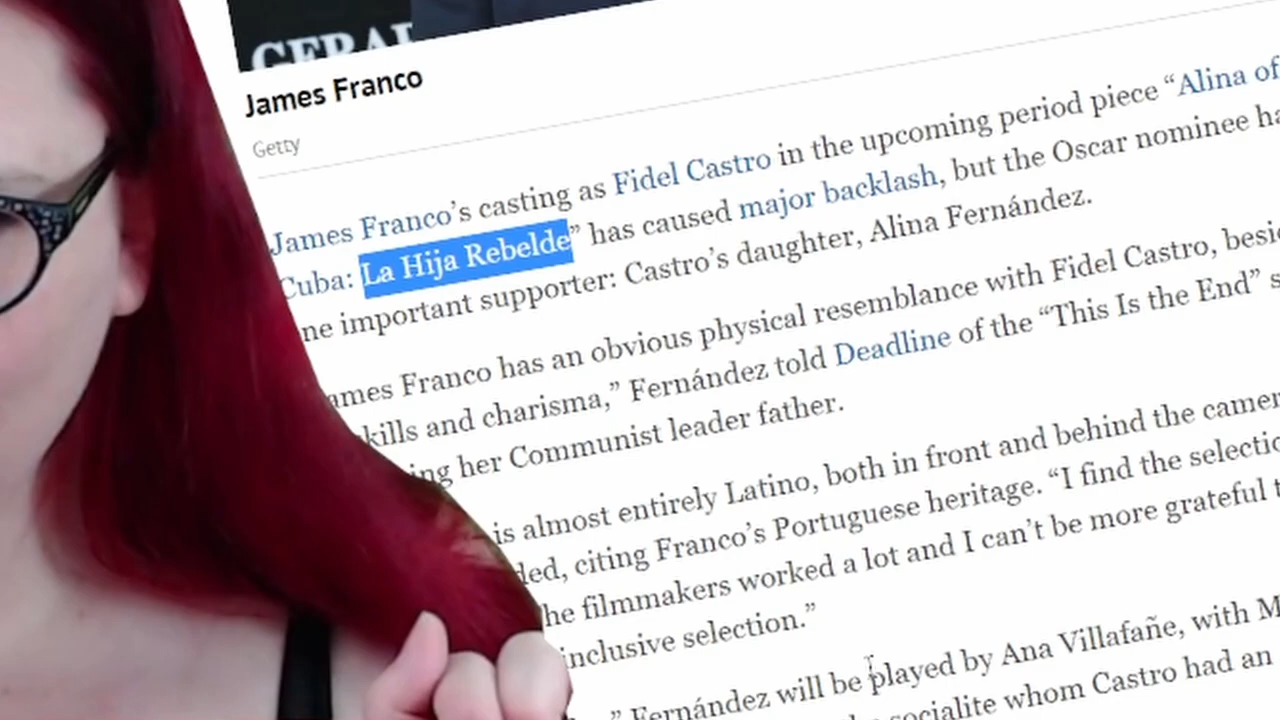 GERAR
James Franco
Getty
James Franco's casting as Fidel Castro in the upcoming period piece “Alina of
Cuba: La Hija Rebelde” has caused major backlash, but the Oscar nominee ha
ne important supporter: Castro’s daughter, Alina Fernández.
ames Franco has an obvious physical resemblance with Fidel Castro, besi
kills and charisma,” Fernández told Deadline of the “This Is the End” s
ing her Communist leader father.
is almost entirely Latino, both in front and behind the camer
ded, citing Franco’s Portuguese heritage. “I find the selectio
he filmmakers worked a lot and I can’t be more grateful t
inclusive selection.”
” Fernández will be played by Ana Villafañe, with M
socialite whom Castro had an